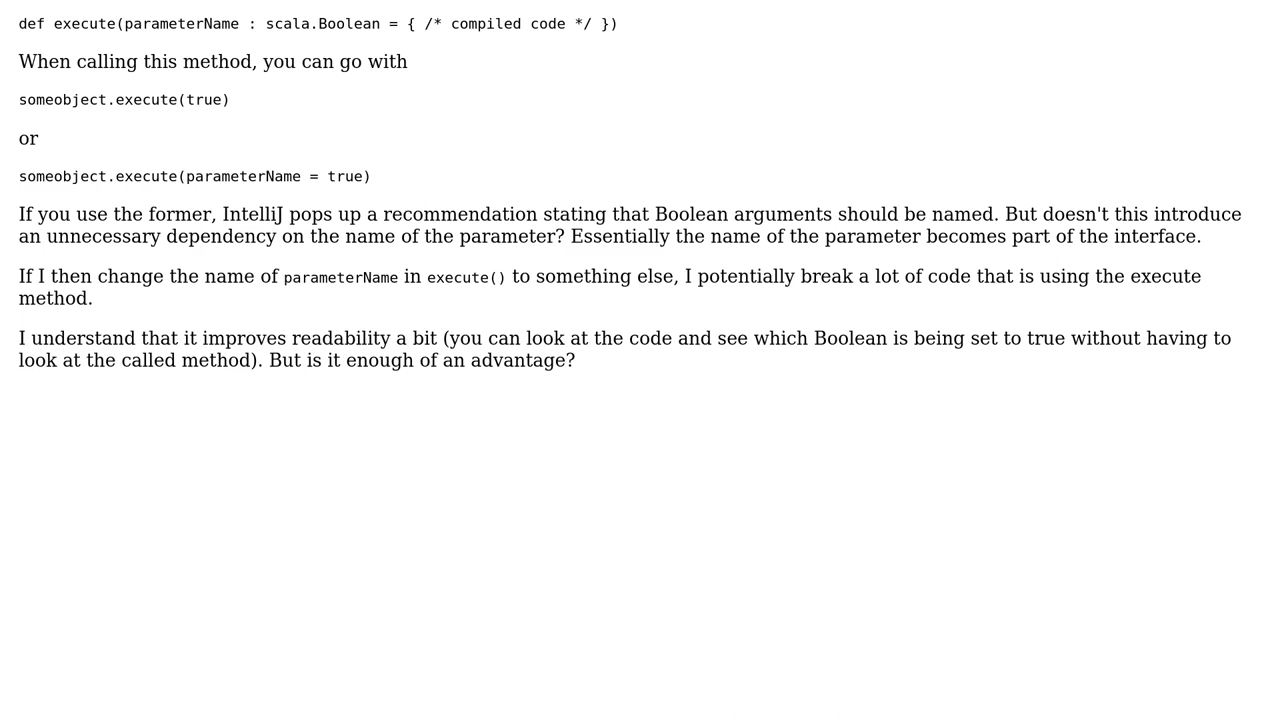 def execute(parameterName : scala.Boolean = { /* compiled code */ })
When calling this method, you can go with
someobject.execute(true)
or
someobject.execute(parameterName = true)
If you use the former, IntelliJ pops up a recommendation stating that Boolean arguments should be named. But doesn't this introduce
an unnecessary dependency on the name of the parameter? Essentially the name of the parameter becomes part of the interface.
If I then change the name of parameterName in execute() to something else, I potentially break a lot of code that is using the execute
method.
I understand that it improves readability a bit (you can look at the code and see which Boolean is being set to true without having to
look at the called method). But is it enough of an advantage?